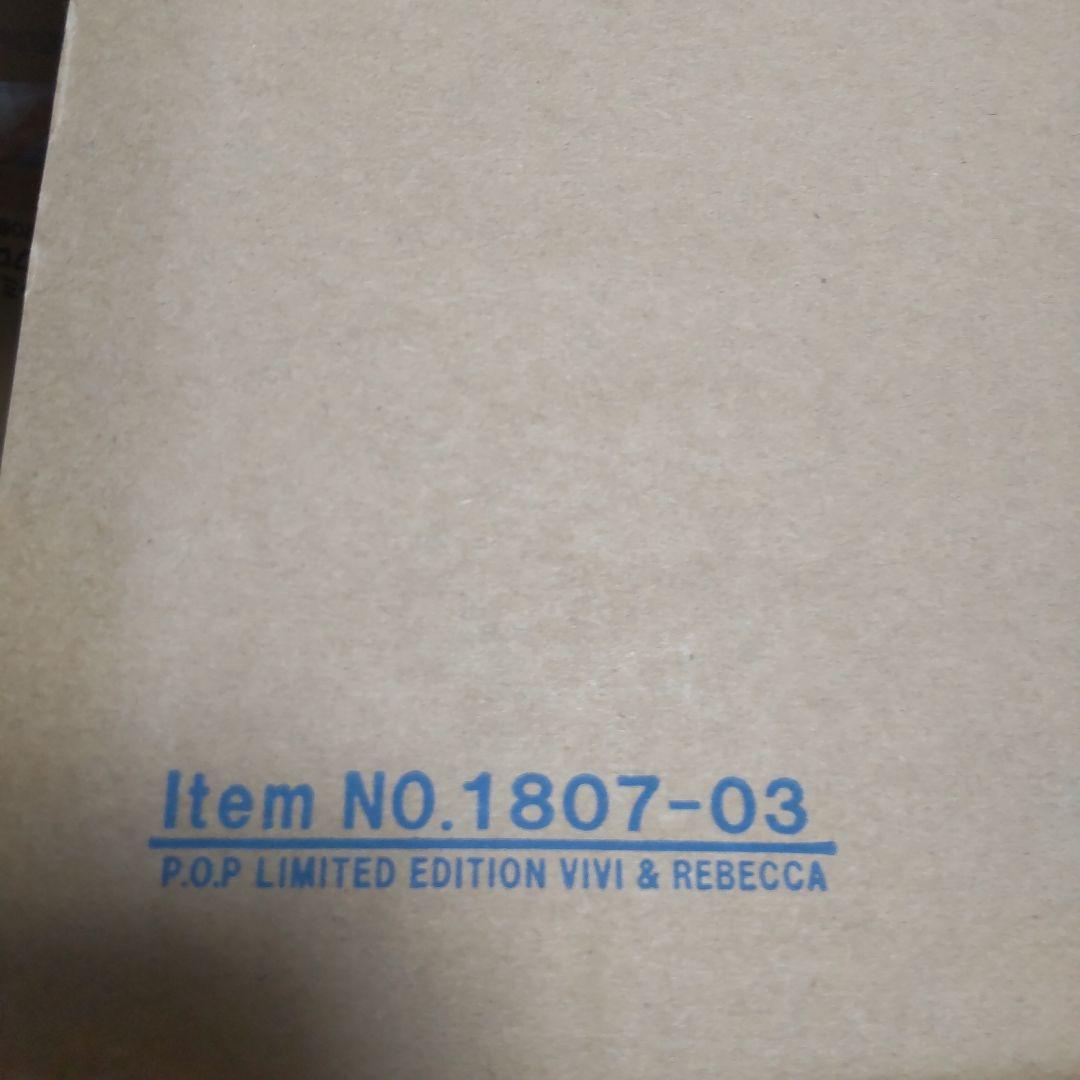 Item NO.1807-03
P.O.P LIMITED EDITION VIVI & REBECCA